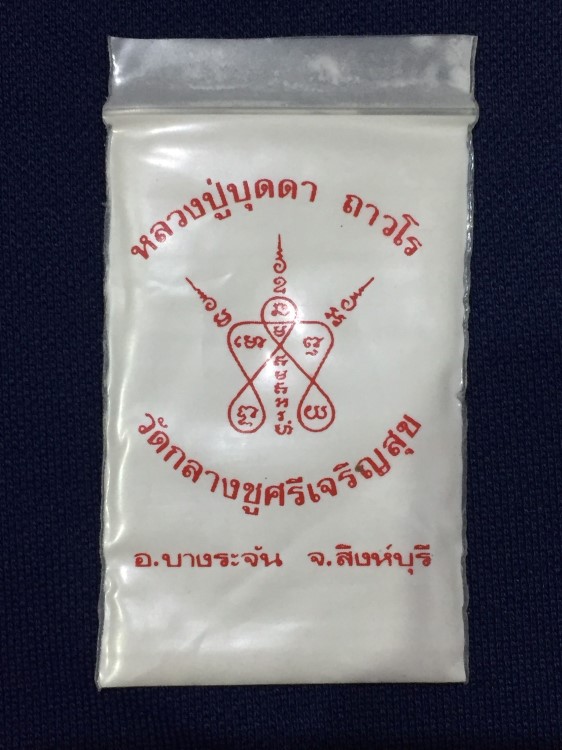 หลวงปู่บุดดา ถาวโร
วัดกลางชูศรีเจริญสุข
อ.บางระจัน จ.สิงห์บุรี